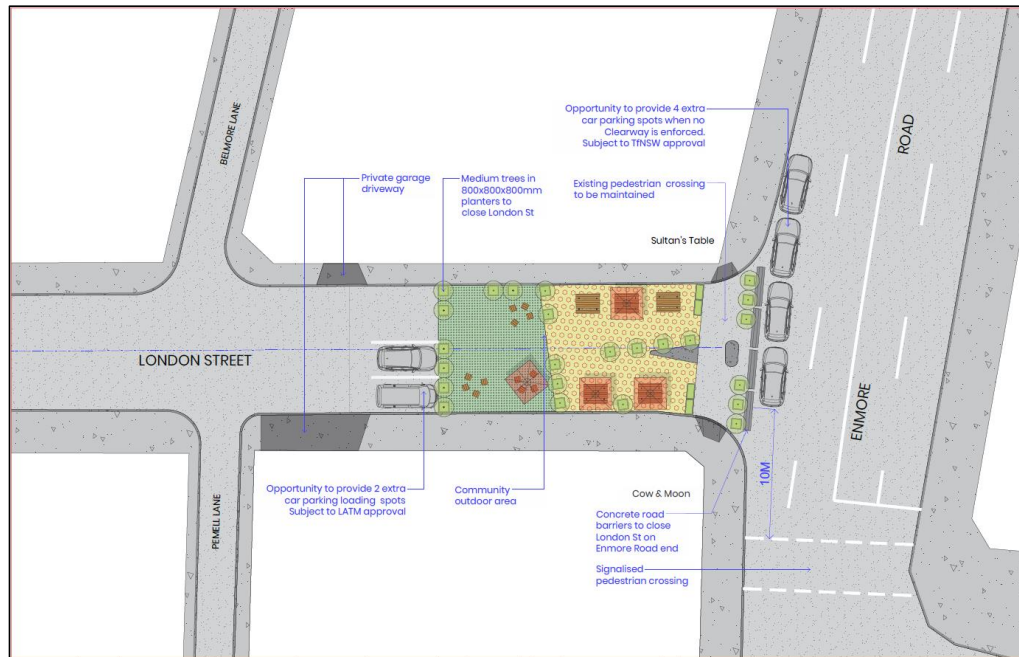 BELMORE LANE
Private garage
driveway
Medium trees in
800x800x800mm
planters to
close London St
Opportunity to provide 4 extra
car parking spots when no
Clearway is enforced.
Subject to TfNSW approval
Existing pedestrian crossing
to be maintained
Sultan's Table
ROAD
LONDON STREET
ENMORE
Opportunity to provide 2 extra
car parking loading spots
Subject to LATM approval
Community
outdoor area
Cow & Moon
10M
Concrete road
barriers to close
London St on
Enmore Road end
Signalised
pedestrian crossing
PEMELL LANE